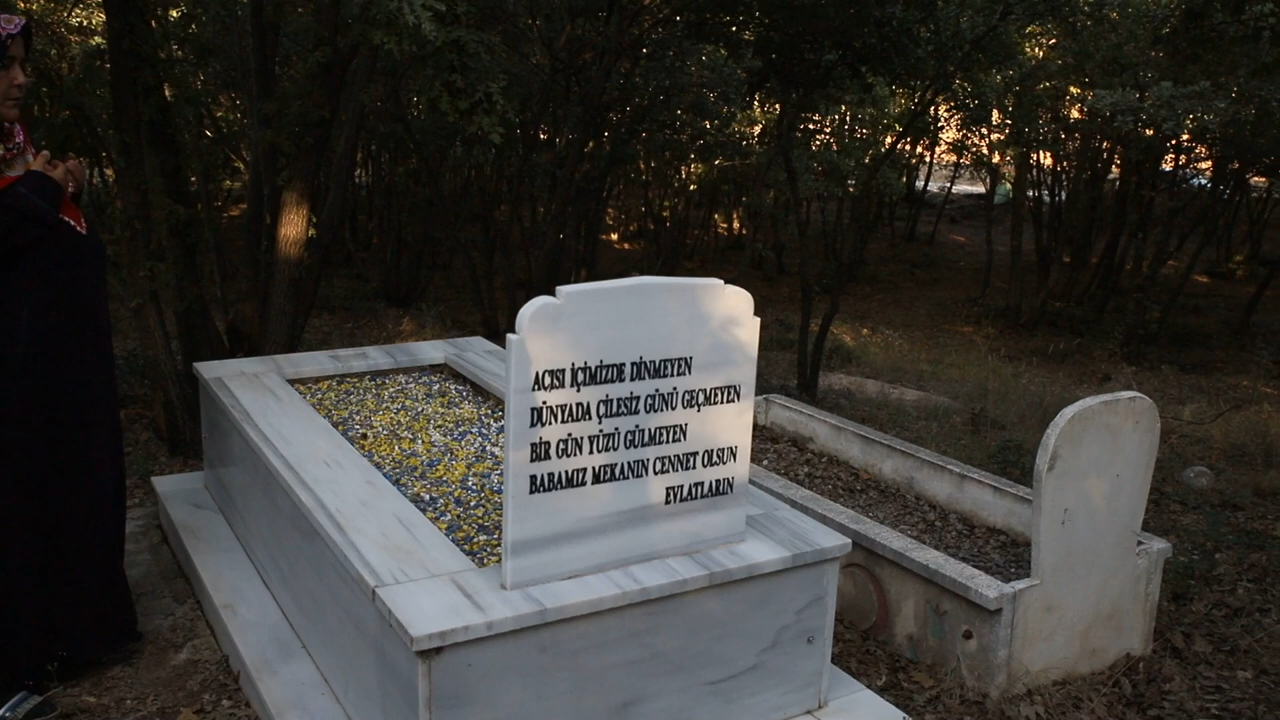 ACISI İÇİMİZDE DİNMEYEN
DÜNYADA ÇİLESİZ GÜNÜ GEÇMEYEN
BİR GÜN YÜZÜ GÜLMEYEN
BABAMIZ MEKANIN CENNET OLSUN
EVLATLARIN